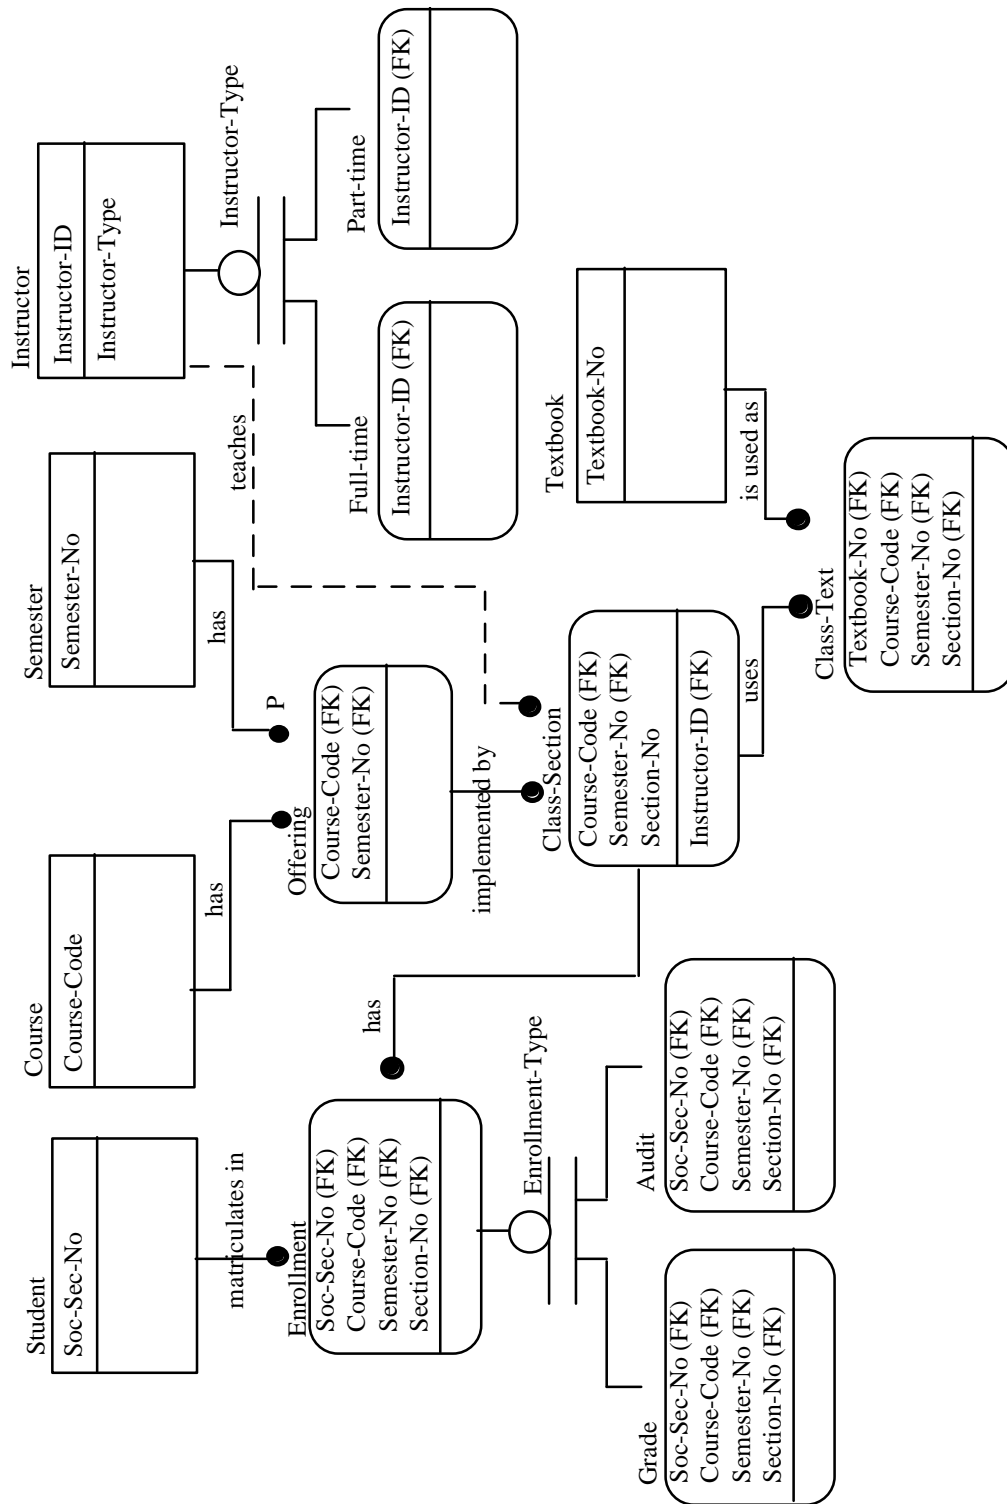 Student
Soc-Sec-No
Course
Course-Code
Semester
Semester-No
Instructor
Instructor-ID
Instructor-Type
matriculates in
has
has
teaches
Instructor-Type
Enrollment
Soc-Sec-No (FK)
Course-Code (FK)
Semester-No (FK)
Section-No (FK)
has
Offering
P
Course-Code (FK)
Semester-No (FK)
Full-time
Instructor-ID (FK)
Part-time
Instructor-ID (FK)
implemented by
Enrollment-Type
Class-Section
Course-Code (FK)
Semester-No (FK)
Section-No
Instructor-ID (FK)
Textbook
Textbook-No
Grade
Soc-Sec-No (FK)
Course-Code (FK)
Semester-No (FK)
Section-No (FK)
Audit
Soc-Sec-No (FK)
Course-Code (FK)
Semester-No (FK)
Section-No (FK)
uses
is used as
Class-Text
Textbook-No (FK)
Course-Code (FK)
Semester-No (FK)
Section-No (FK)